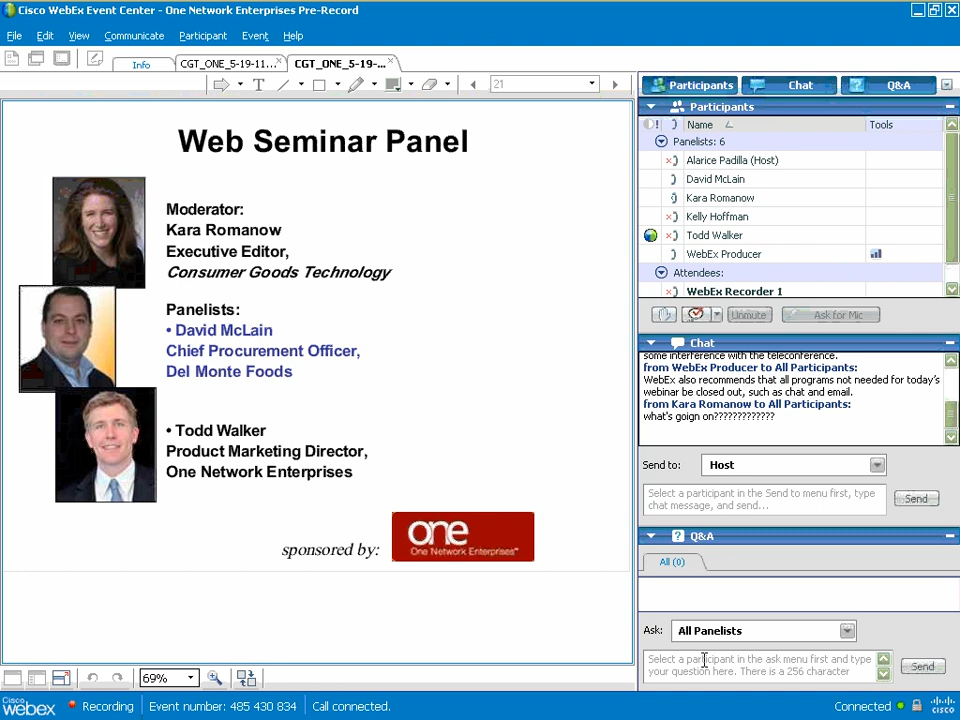 Cisco WebEx Event Center - One Network Enterprises Pre-Record
File Edit View Communicate Participant Event Help
Info CGT_ONE_5-19-11... CGT_ONE_5-19-...
T 21
Participants Chat Q&A
Participants
Name Tools
Panelists: 6
Alarice Padilla (Host)
David McLain
Kara Romanow
Kelly Hoffman
Todd Walker
WebEx Producer
Attendees:
WebEx Recorder 1
Unmute Ask for Mic
Web Seminar Panel
Moderator:
Kara Romanow
Executive Editor,
Consumer Goods Technology
Panelists:
• David McLain
Chief Procurement Officer,
Del Monte Foods
• Todd Walker
Product Marketing Director,
One Network Enterprises
sponsored by:
one
One Network Enterprises™
Chat
some interference with the teleconference.
from WebEx Producer to All Participants:
WebEx also recommends that all programs not needed for today's
webinar be closed out, such as chat and email.
from Kara Romanow to All Participants:
what's goign on?????????????
Send to: Host
Select a participant in the Send to menu first, type
chat message, and send...
Send
Q&A
All (0)
Ask: All Panelists
Select a participant in the ask menu first and type
your question here. There is a 256 character
Send
69%
Cisco webex Recording Event number: 485 430 834 Call connected. Connected cisco